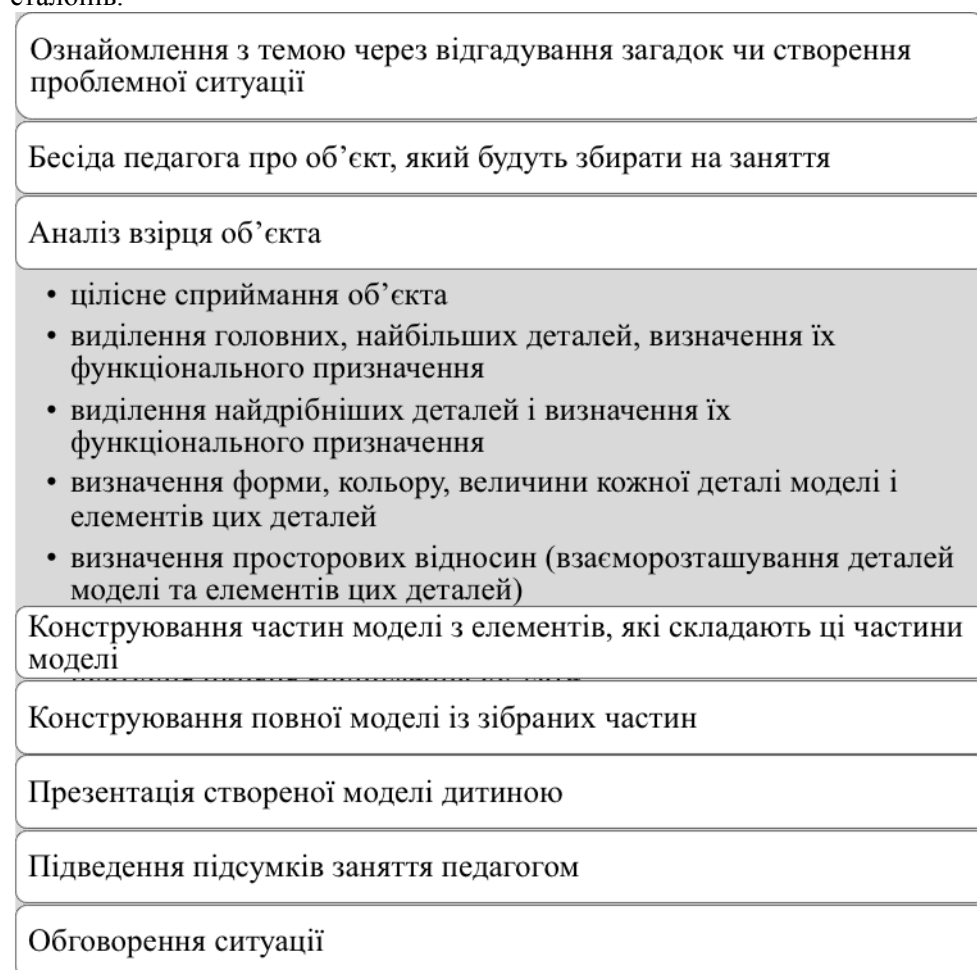 Ознайомлення з темою через відгадування загадок чи створення
проблемної ситуації
Бесіда педагога про об’єкт, який будуть збирати на заняття
Аналіз взірця об’єкта
• цілісне сприймання об’єкта
• виділення головних, найбільших деталей, визначення їх
функціонального призначення
• виділення найдрібніших деталей і визначення їх
функціонального призначення
• визначення форми, кольору, величини кожної деталі моделі і
елементів цих деталей
• визначення просторових відносин (взаєморозташування деталей
моделі та елементів цих деталей)
Конструювання частин моделі з елементів, які складають ці частини
моделі
Конструювання повної моделі із зібраних частин
Презентація створеної моделі дитиною
Підведення підсумків заняття педагогом
Обговорення ситуації